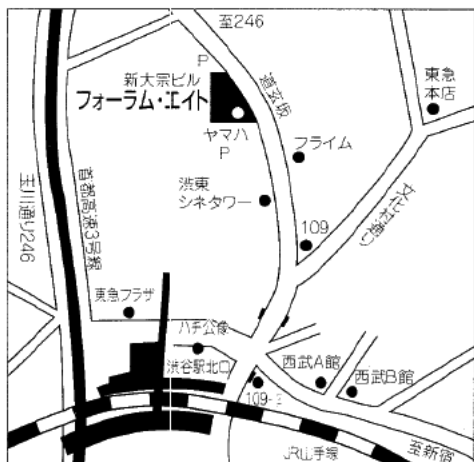 至246
P
新大宗ビル
フォーラム・エイト
ヤマハ
P
道玄坂
東急
本店
プライム
渋東
シネタワー
109
文化村通り
玉川通り246
首都高速3号線
東急プラザ
ハチ公像
渋谷駅北口
109-2
西武A館
西武B館
JR山手線
至新宿